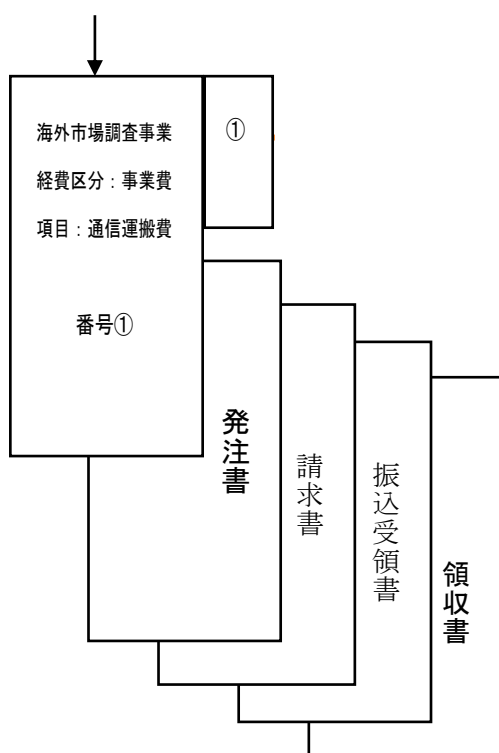 海外市場調査事業
①
経費区分：事業費
項目：通信運搬費
番号①
発注書
請求書
振込受領書
領収書